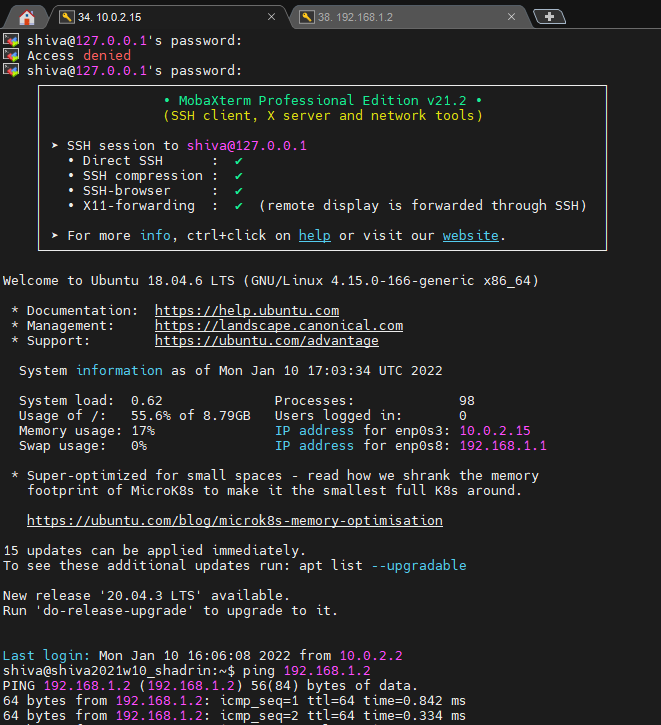 34. 10.0.2.15
38. 192.168.1.2
shiva@127.0.0.1's password:
Access denied
shiva@127.0.0.1's password:
• MobaXterm Professional Edition v21.2 •
(SSH client, X server and network tools)
➤ SSH session to shiva@127.0.0.1
• Direct SSH : ✔
• SSH compression : ✔
• SSH-browser : ✔
• X11-forwarding : ✔ (remote display is forwarded through SSH)
➤ For more info, ctrl+click on help or visit our website.
Welcome to Ubuntu 18.04.6 LTS (GNU/Linux 4.15.0-166-generic x86_64)
* Documentation: https://help.ubuntu.com
* Management: https://landscape.canonical.com
* Support: https://ubuntu.com/advantage
System information as of Mon Jan 10 17:03:34 UTC 2022
System load: 0.62 Processes: 98
Usage of /: 55.6% of 8.79GB Users logged in: 0
Memory usage: 17% IP address for enp0s3: 10.0.2.15
Swap usage: 0% IP address for enp0s8: 192.168.1.1
* Super-optimized for small spaces - read how we shrank the memory
footprint of MicroK8s to make it the smallest full K8s around.
https://ubuntu.com/blog/microk8s-memory-optimisation
15 updates can be applied immediately.
To see these additional updates run: apt list --upgradable
New release '20.04.3 LTS' available.
Run 'do-release-upgrade' to upgrade to it.
Last login: Mon Jan 10 16:06:08 2022 from 10.0.2.2
shiva@shiva2021w10_shadrin:~$ ping 192.168.1.2
PING 192.168.1.2 (192.168.1.2) 56(84) bytes of data.
64 bytes from 192.168.1.2: icmp_seq=1 ttl=64 time=0.842 ms
64 bytes from 192.168.1.2: icmp_seq=2 ttl=64 time=0.334 ms